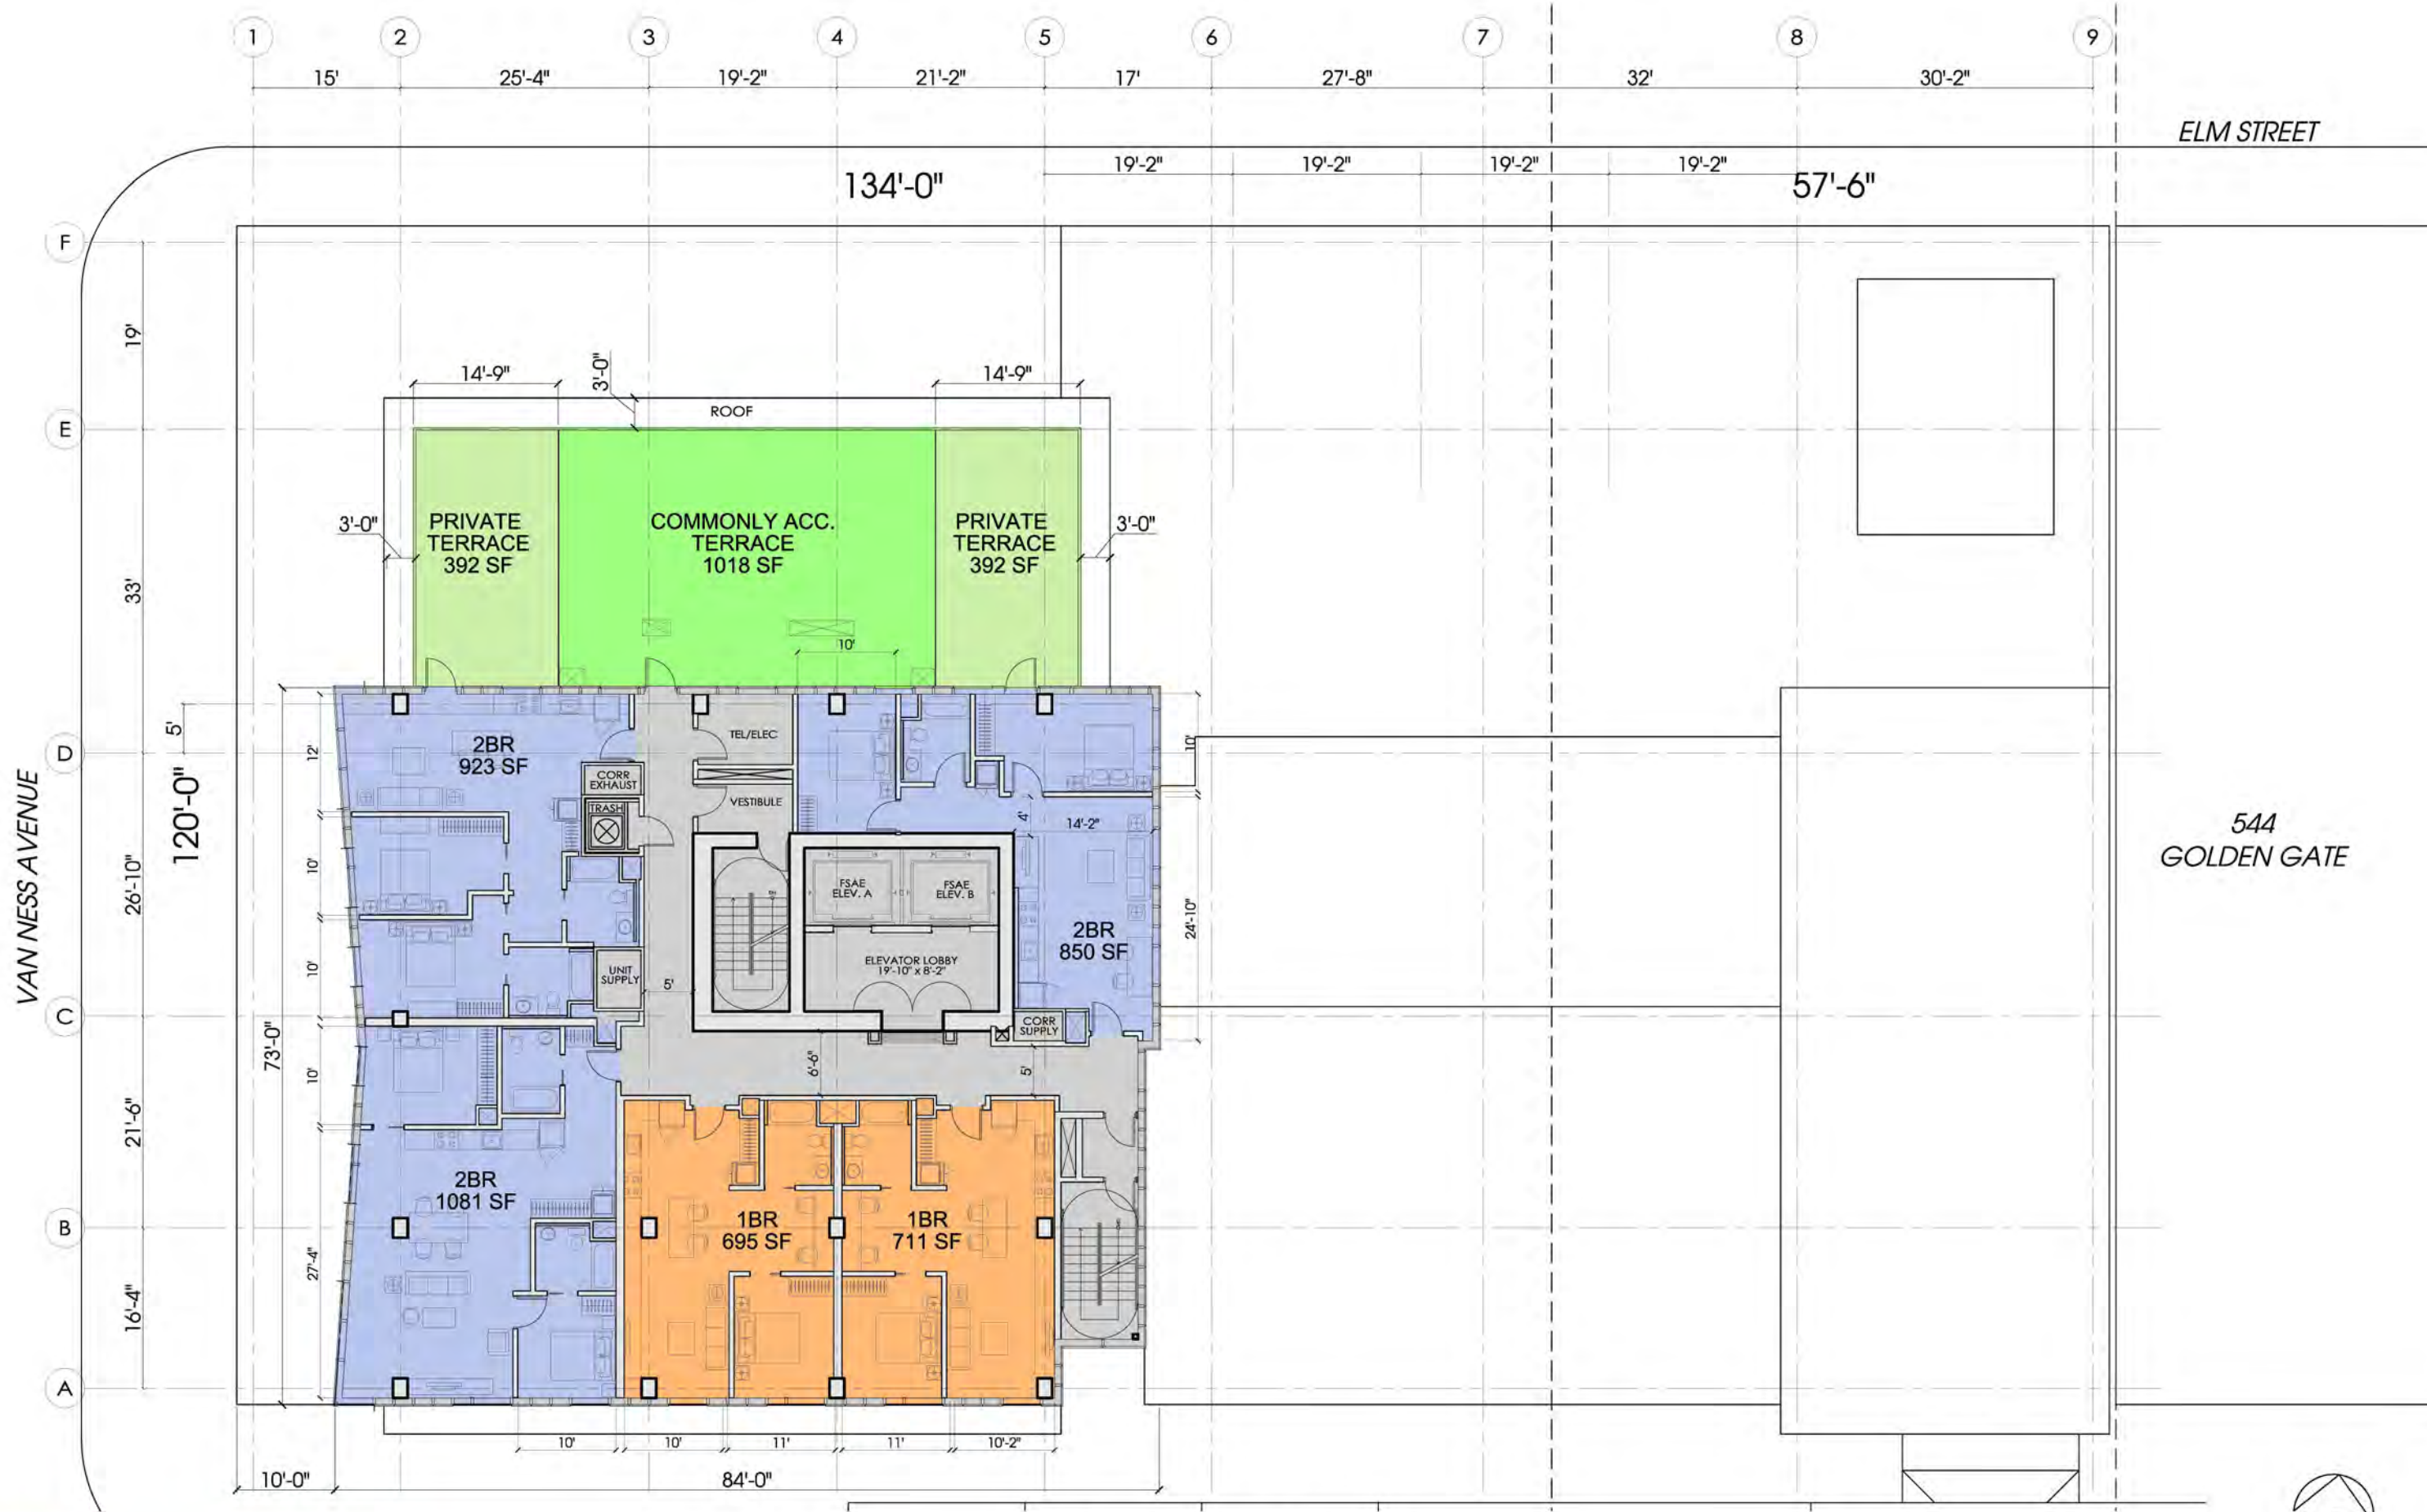 1 2 3 4 5 6 7 8 9
15' 25'-4" 19'-2" 21'-2" 17' 27'-8" 32' 30'-2"
ELM STREET
19'-2" 19'-2" 19'-2" 19'-2"
134'-0" 57'-6"
F
19'
E
14'-9" 3'-0" 14'-9"
ROOF
33'
3'-0"
PRIVATE
TERRACE
392 SF
COMMONLY ACC.
TERRACE
1018 SF
PRIVATE
TERRACE
392 SF
3'-0"
10'
5'
D
VAN NESS AVENUE
120'-0"
26'-10"
C
73'-0"
21'-6"
B
16'-4"
A
12'
10'
10'
10'
27'-4"
2BR
923 SF
CORR
EXHAUST
TRASH
TEL/ELEC
VESTIBULE
10'
4'
14'-2"
FSAE
ELEV. A
FSAE
ELEV. B
2BR
850 SF
24'-10"
544
GOLDEN GATE
UNIT
SUPPLY
5'
ELEVATOR LOBBY
19'-10" x 8'-2"
CORR
SUPPLY
6'-6"
5'
2BR
1081 SF
1BR
695 SF
1BR
711 SF
10' 10' 11' 11' 10'-2"
10'-0" 84'-0"